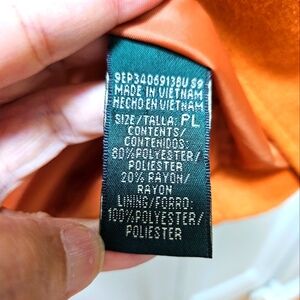 9EP34069138U S9
MADE IN VIETNAM
HECHO EN VIETNAM
SIZE/TALLA: PL
CONTENTS/
CONTENIDOS:
80%POLYESTER/
POLIESTER
20% RAYON/
RAYON
LINING/FORRO:
100%POLYESTER/
POLIESTER